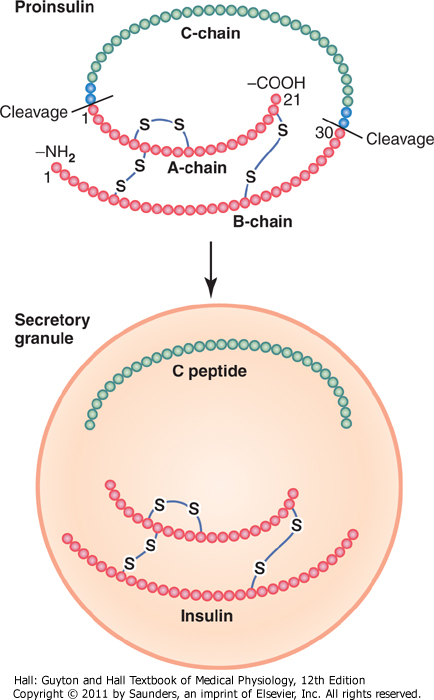 Proinsulin
C-chain
–COOH
Cleavage
1
S
S
21
30
Cleavage
–NH2
1
S
S
A-chain
S
S
B-chain
Secretory
granule
C peptide
S
S
S
S
S
S
Insulin
Hall: Guyton and Hall Textbook of Medical Physiology, 12th Edition
Copyright © 2011 by Saunders, an imprint of Elsevier, Inc. All rights reserved.